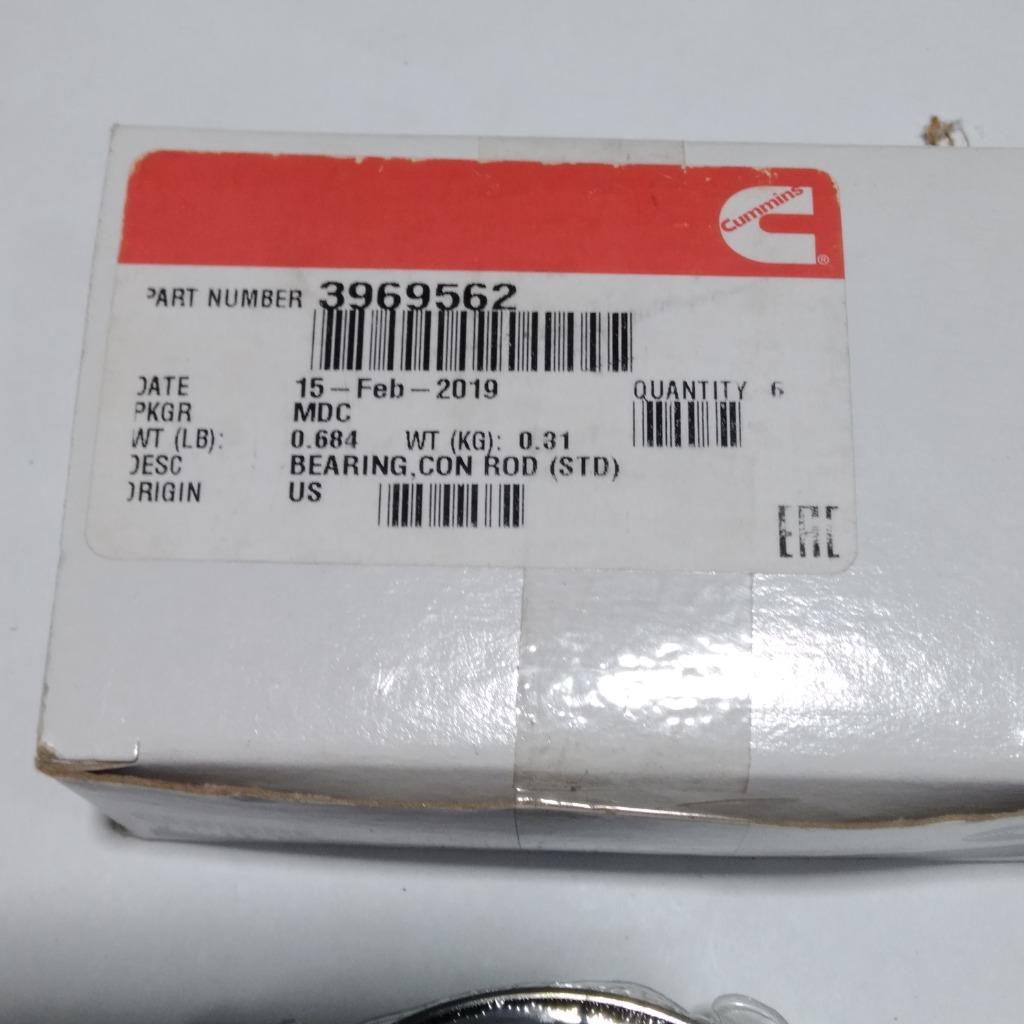 Cummins
®
PART NUMBER 3969562
DATE 15-Feb-2019 QUANTITY 6
PKGR MDC
WT (LB): 0.684 WT (KG): 0.31
DESC BEARING,CON ROD (STD)
ORIGIN US
EAC